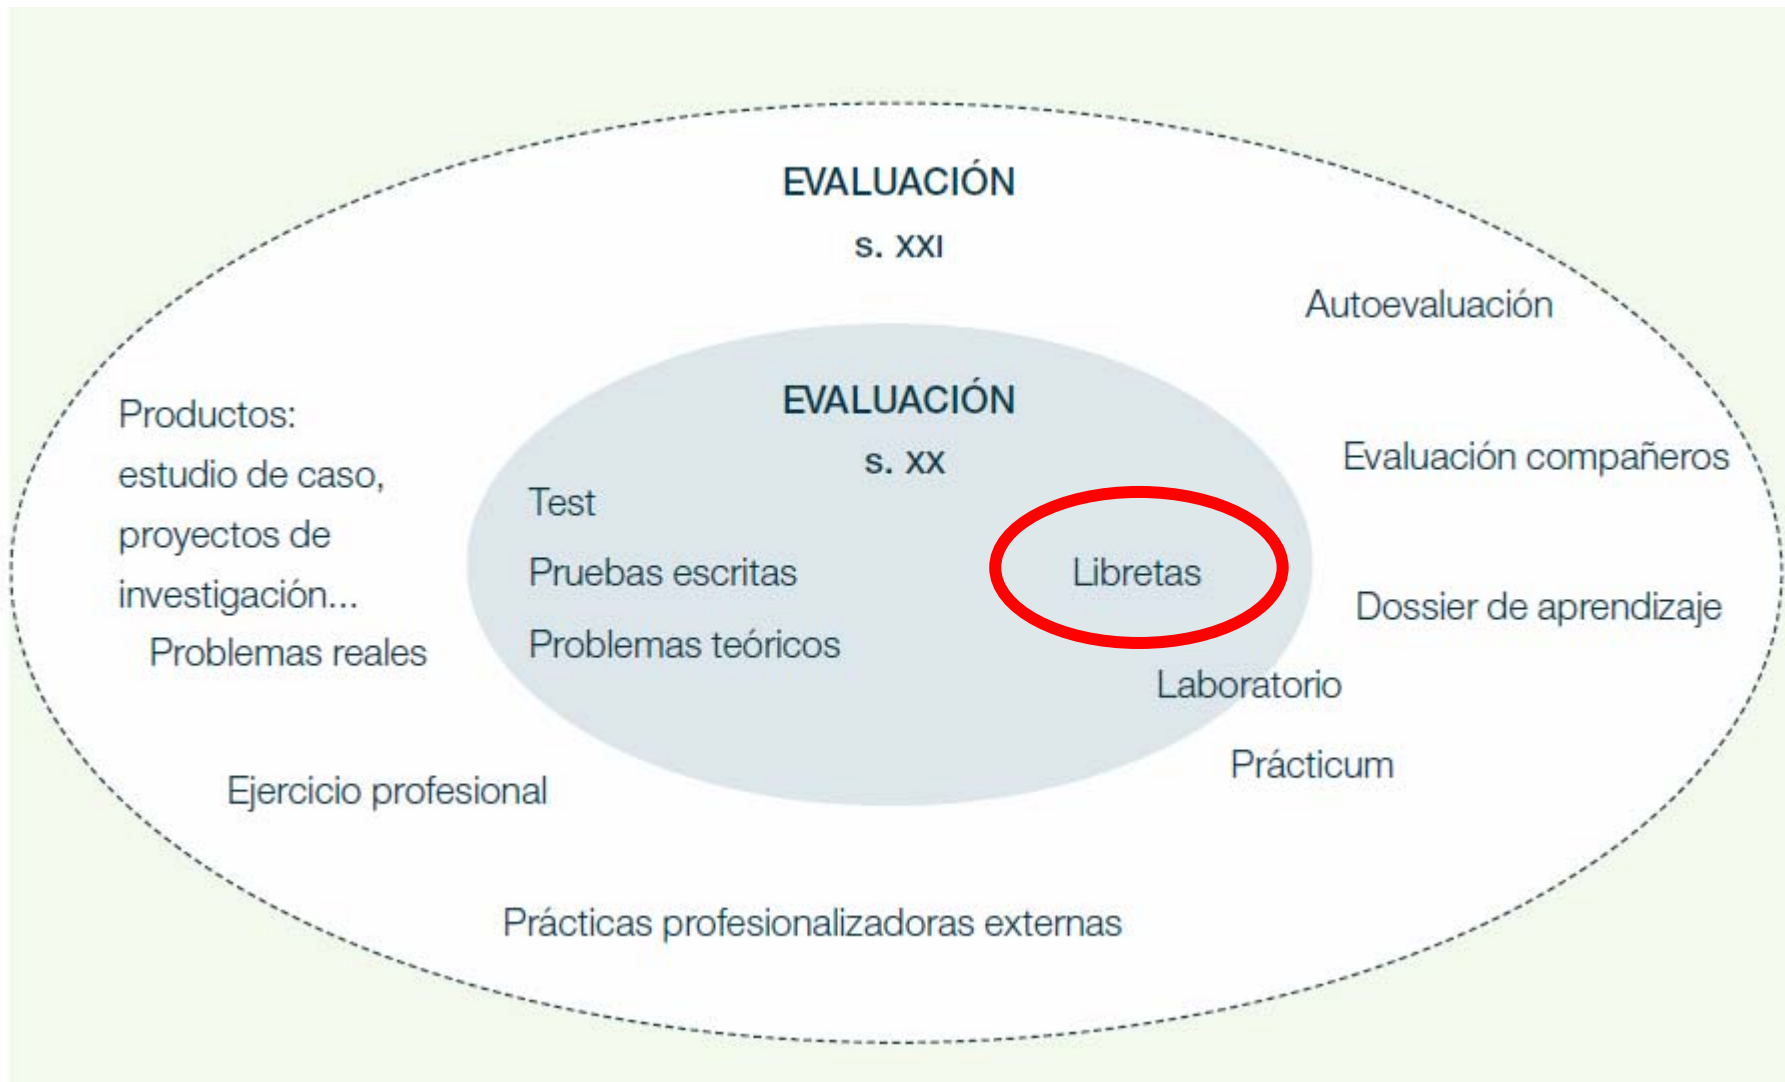 EVALUACIÓN
s. XXI
Autoevaluación
EVALUACIÓN
s. XX
Productos:
estudio de caso,
proyectos de
investigación...
Problemas reales
Test
Pruebas escritas
Problemas teóricos
Libretas
Evaluación compañeros
Dossier de aprendizaje
Laboratorio
Prácticum
Ejercicio profesional
Prácticas profesionalizadoras externas